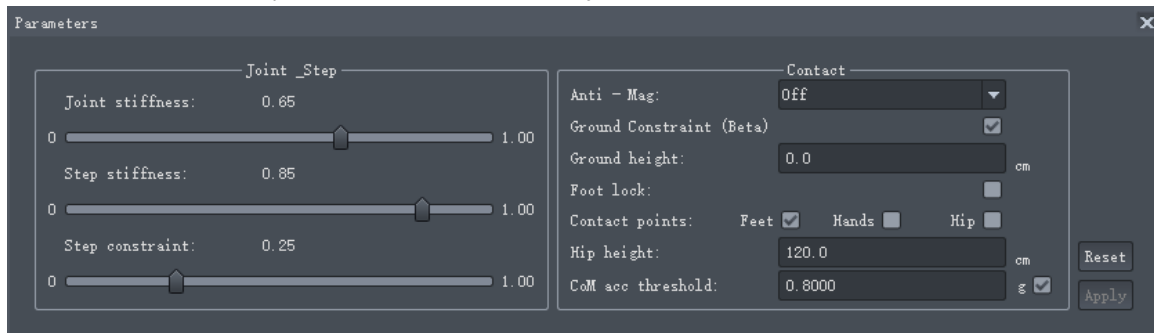 Parameters
Joint _Step
Joint stiffness: 0.65
0 1.00
Step stiffness: 0.85
0 1.00
Step constraint: 0.25
0 1.00
Contact
Anti - Mag: Off
Ground Constraint (Beta)
Ground height: 0.0 cm
Foot lock:
Contact points: Feet Hands Hip
Hip height: 120.0 cm
CoM acc threshold: 0.8000 g
Reset
Apply